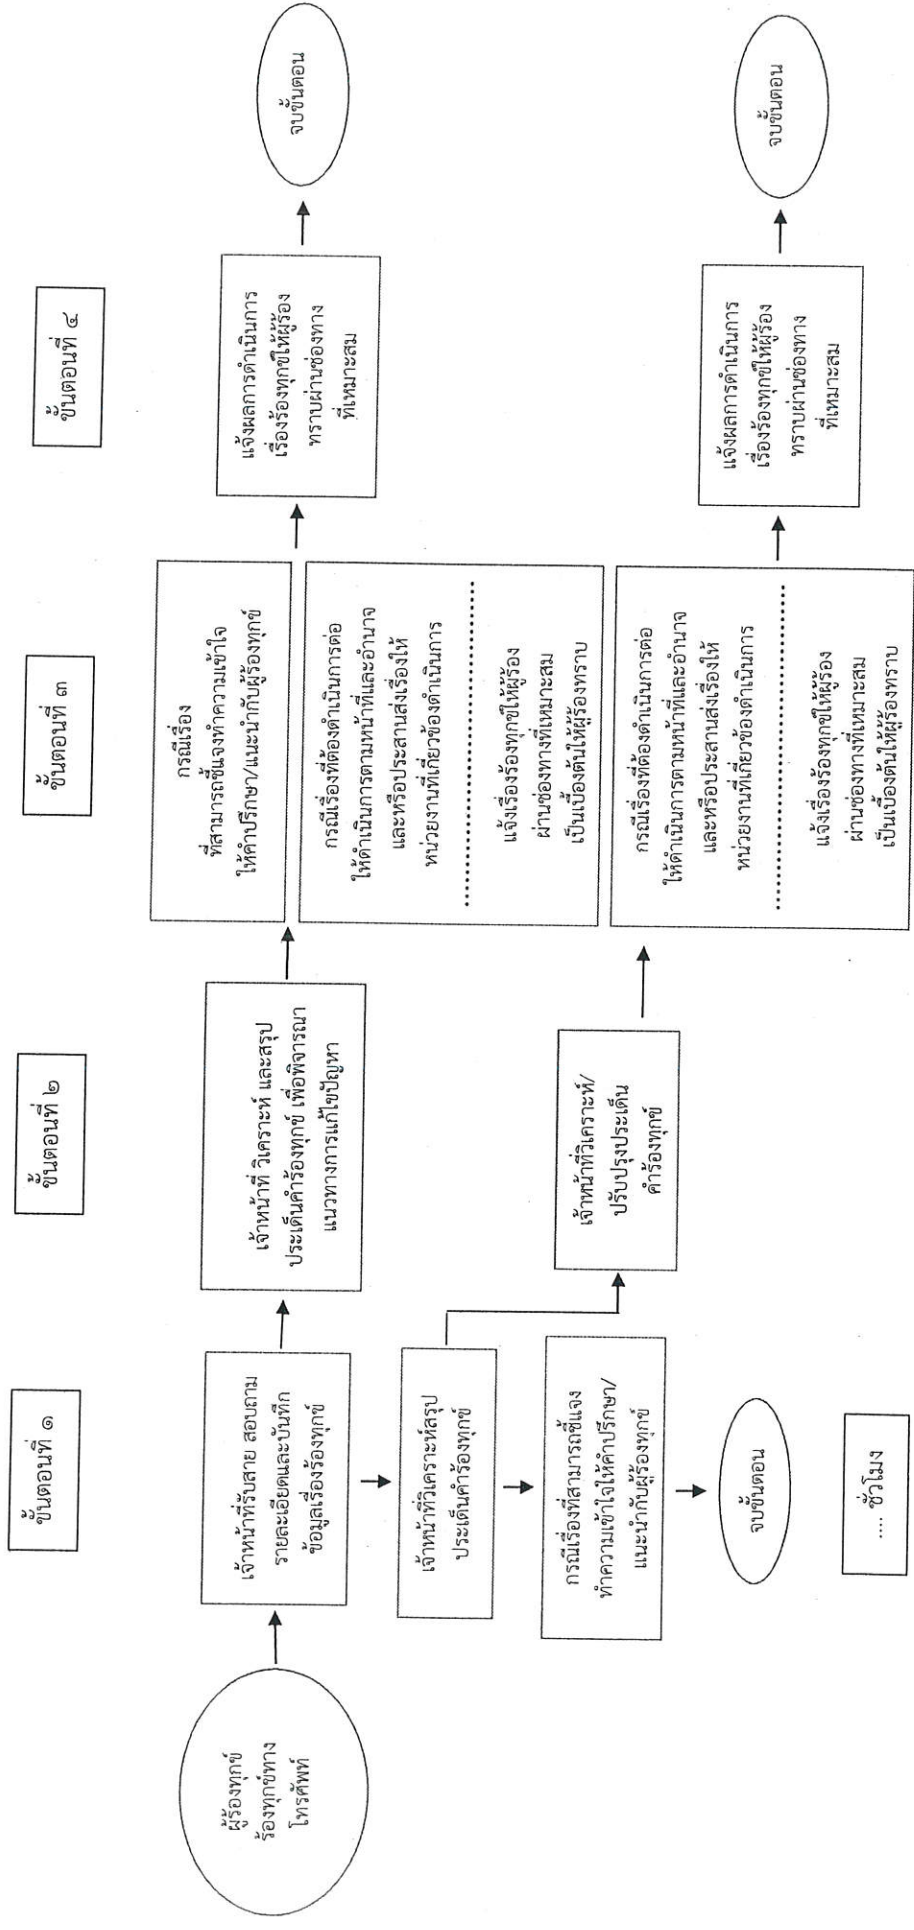 ขั้นตอนที่ ๑
ขั้นตอนที่ ๒
ขั้นตอนที่ ๓
ขั้นตอนที่ ๔
ผู้ร้องทุกข์
ร้องทุกข์ทาง
โทรศัพท์
เจ้าหน้าที่รับสาย สอบถาม
รายละเอียดและบันทึก
ข้อมูลเรื่องร้องทุกข์
เจ้าหน้าที่ วิเคราะห์ และสรุป
ประเด็นคำร้องทุกข์ เพื่อพิจารณา
แนวทางการแก้ไขปัญหา
กรณีเรื่อง
ที่สามารถชี้แจงทำความเข้าใจ
ให้คำปรึกษา/แนะนำกับผู้ร้องทุกข์
กรณีเรื่องที่ต้องดำเนินการต่อ
ให้ดำเนินการตามหน้าที่และอำนาจ
และหรือประสานส่งเรื่องให้
หน่วยงานที่เกี่ยวข้องดำเนินการ
แจ้งเรื่องร้องทุกข์ให้ผู้ร้อง
ผ่านช่องทางที่เหมาะสม
เป็นเบื้องต้นให้ผู้ร้องทราบ
แจ้งผลการดำเนินการ
เรื่องร้องทุกข์ให้ผู้ร้อง
ทราบผ่านช่องทาง
ที่เหมาะสม
จบขั้นตอน
เจ้าหน้าที่วิเคราะห์สรุป
ประเด็นคำร้องทุกข์
เจ้าหน้าที่วิเคราะห์/
ปรับปรุงประเด็น
คำร้องทุกข์
กรณีเรื่องที่ต้องดำเนินการต่อ
ให้ดำเนินการตามหน้าที่และอำนาจ
และหรือประสานส่งเรื่องให้
หน่วยงานที่เกี่ยวข้องดำเนินการ
แจ้งเรื่องร้องทุกข์ให้ผู้ร้อง
ผ่านช่องทางที่เหมาะสม
เป็นเบื้องต้นให้ผู้ร้องทราบ
แจ้งผลการดำเนินการ
เรื่องร้องทุกข์ให้ผู้ร้อง
ทราบผ่านช่องทาง
ที่เหมาะสม
จบขั้นตอน
กรณีเรื่องที่สามารถชี้แจง
ทำความเข้าใจให้คำปรึกษา/
แนะนำกับผู้ร้องทุกข์
จบขั้นตอน
.... ชั่วโมง